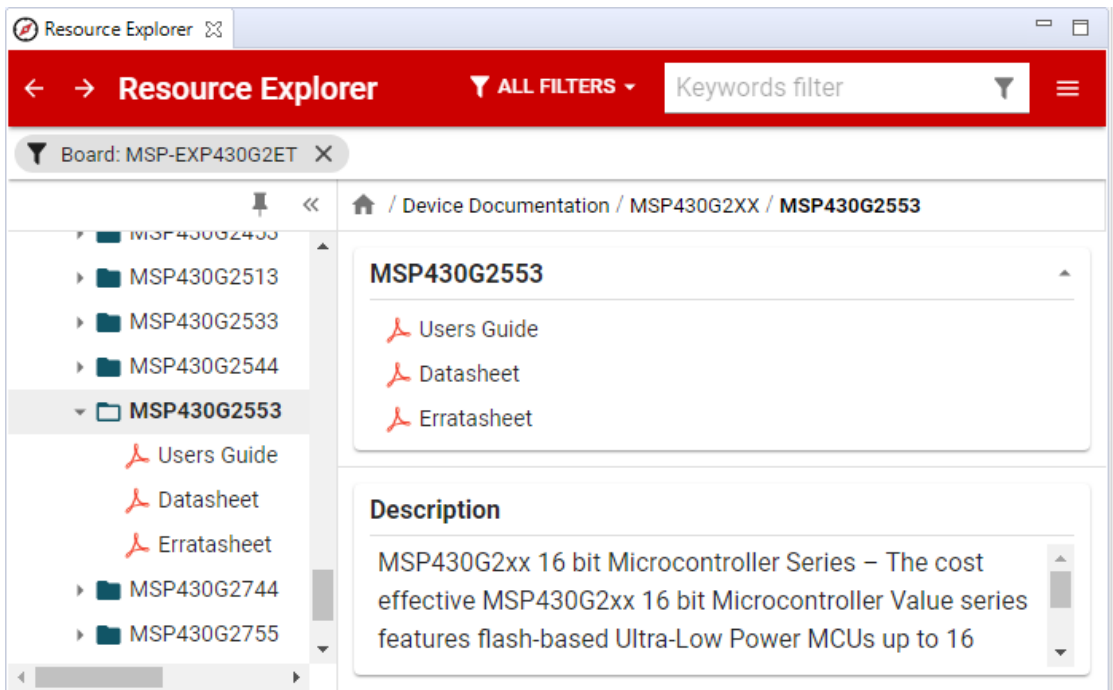 Resource Explorer
Resource Explorer
ALL FILTERS
Keywords filter
Board: MSP-EXP430G2ET
/ Device Documentation / MSP430G2XX / MSP430G2553
MSP430G2453
MSP430G2513
MSP430G2533
MSP430G2544
MSP430G2553
Users Guide
Datasheet
Erratasheet
MSP430G2744
MSP430G2755
MSP430G2553
Users Guide
Datasheet
Erratasheet
Description
MSP430G2xx 16 bit Microcontroller Series – The cost
effective MSP430G2xx 16 bit Microcontroller Value series
features flash-based Ultra-Low Power MCUs up to 16